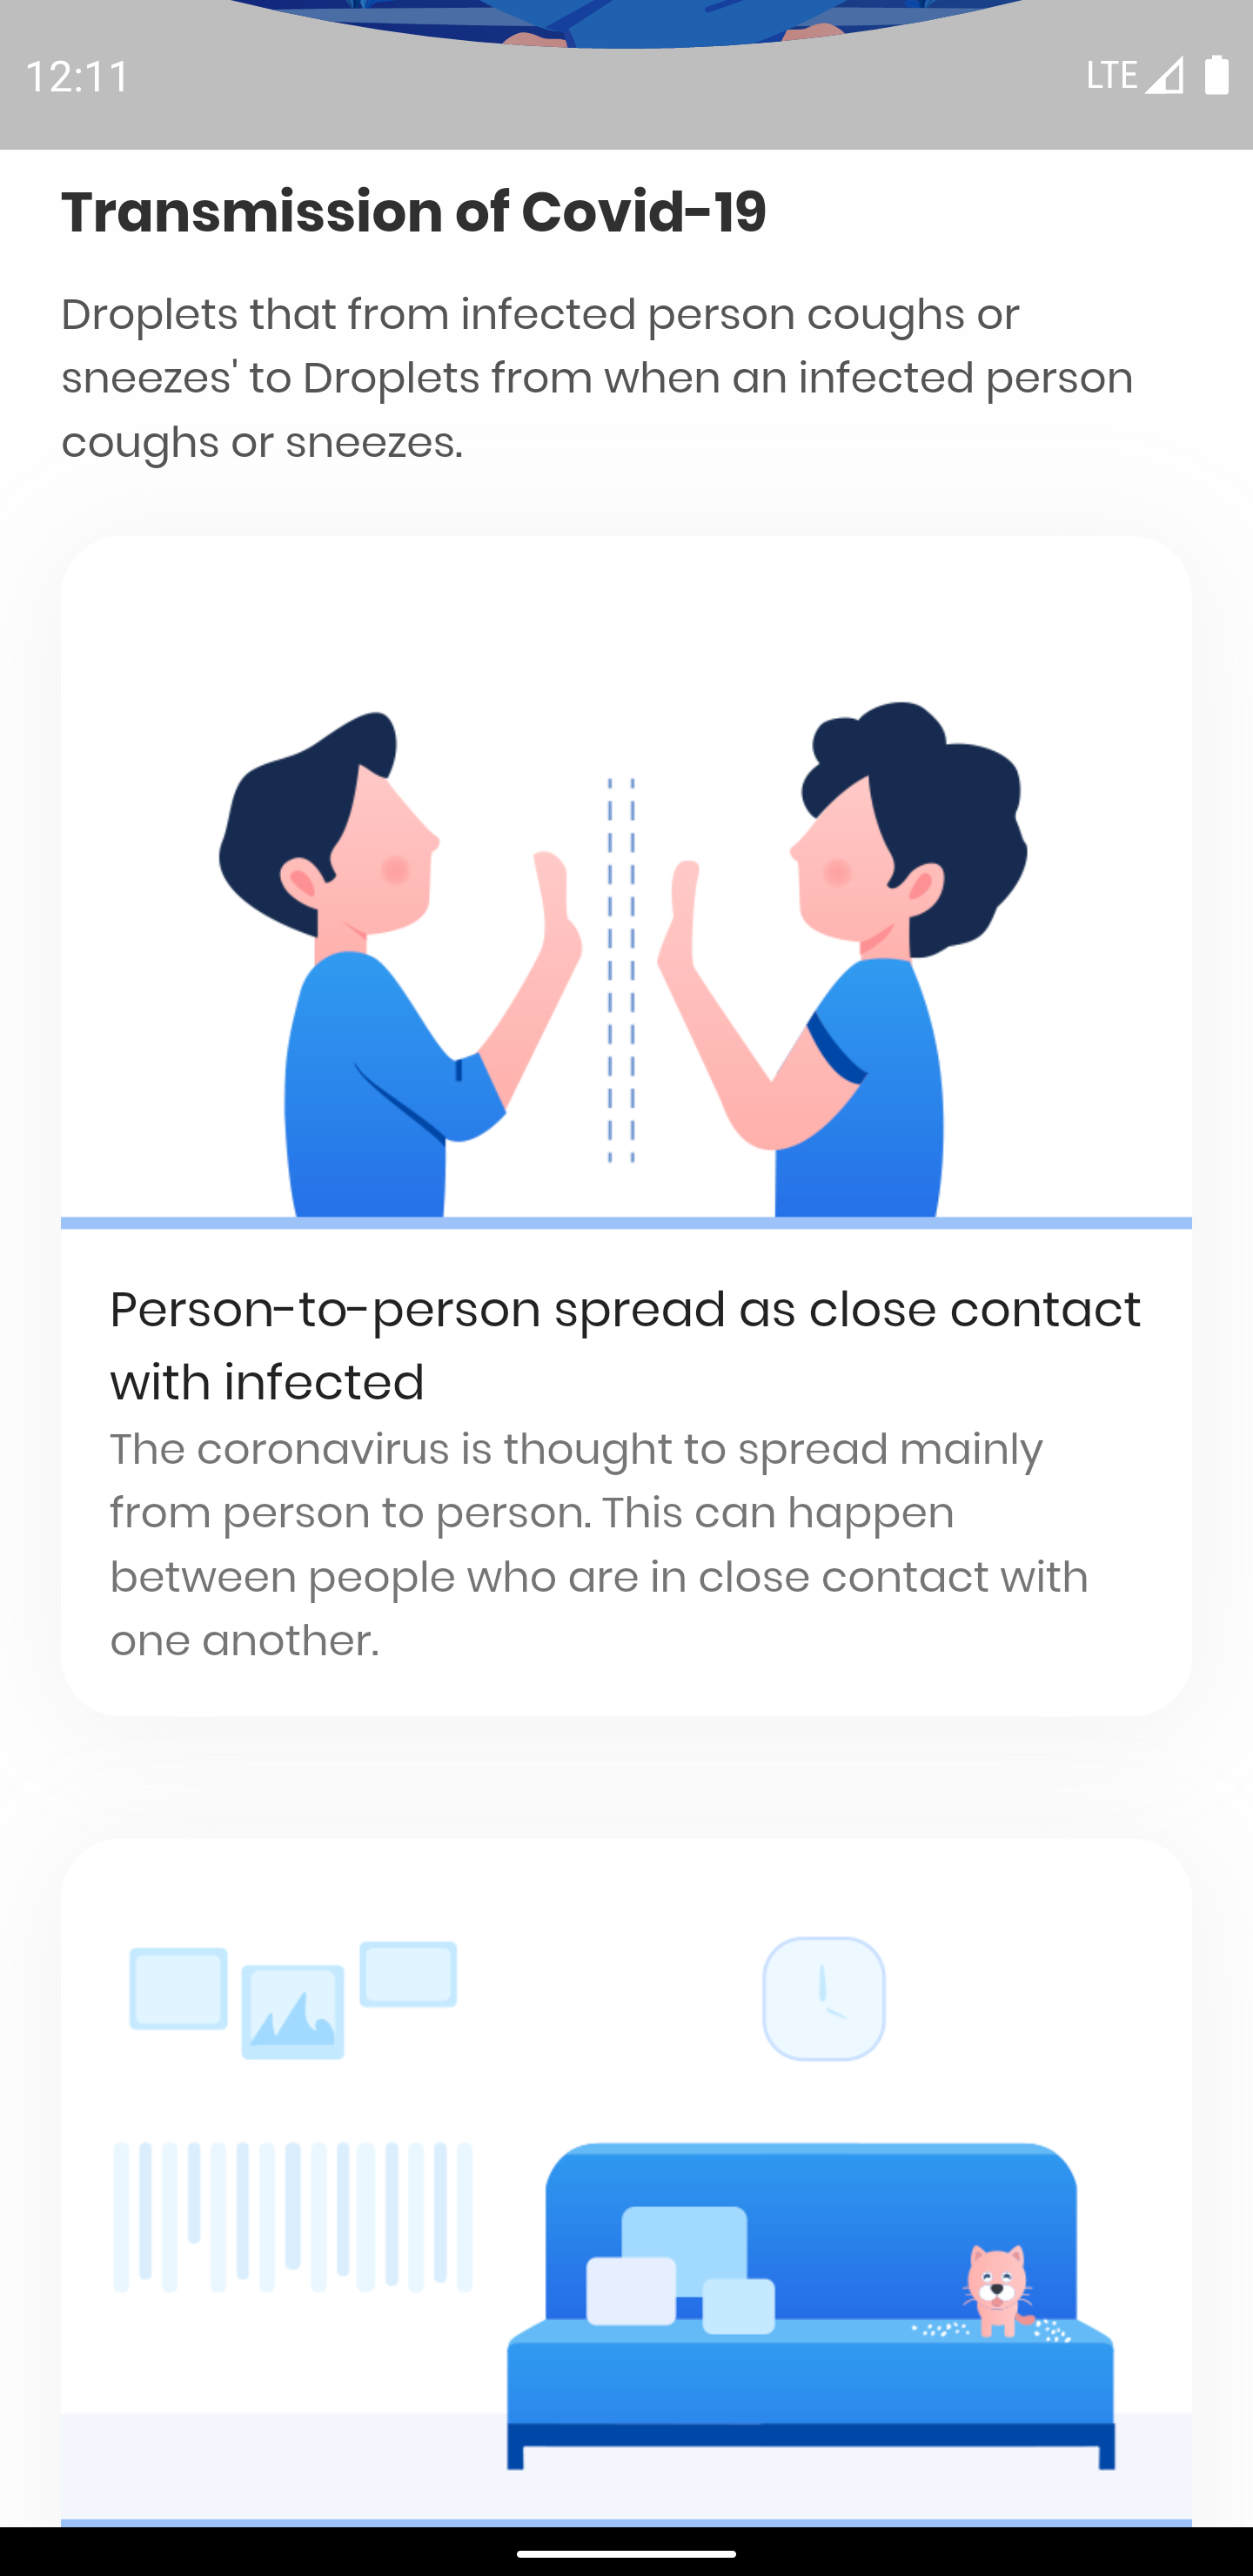 12:11
LTE
Transmission of Covid-19
Droplets that from infected person coughs or
sneezes' to Droplets from when an infected person
coughs or sneezes.
Person-to-person spread as close contact
with infected
The coronavirus is thought to spread mainly
from person to person. This can happen
between people who are in close contact with
one another.